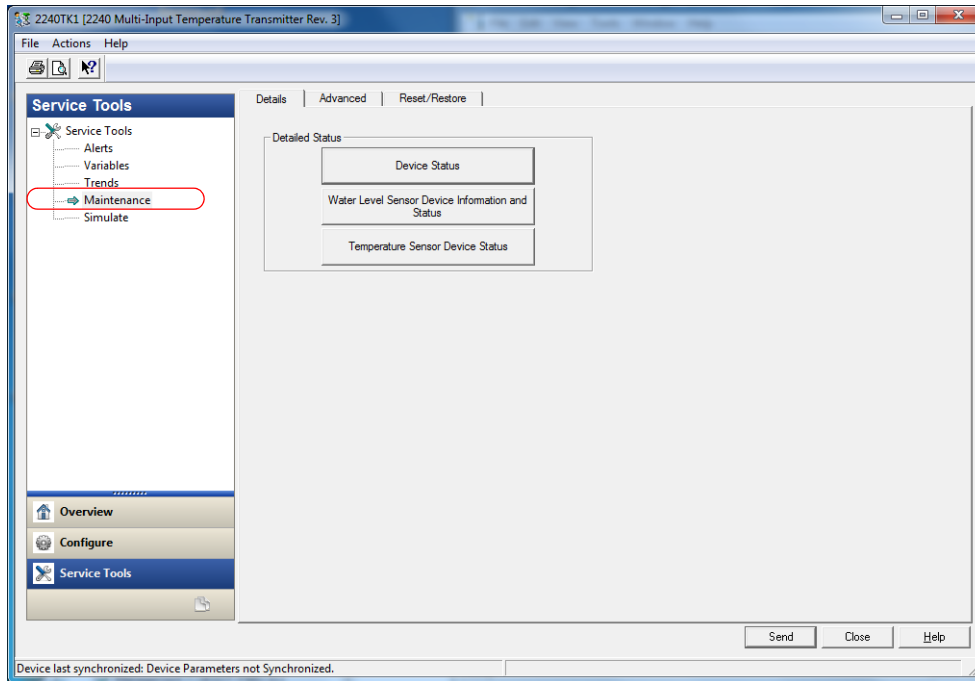 2240TK1 [2240 Multi-Input Temperature Transmitter Rev. 3]
File Actions Help
Service Tools
Service Tools
Alerts
Variables
Trends
Maintenance
Simulate
Overview
Configure
Service Tools
Details Advanced Reset/Restore
Detailed Status
Device Status
Water Level Sensor Device Information and
Status
Temperature Sensor Device Status
Send Close Help
Device last synchronized: Device Parameters not Synchronized.